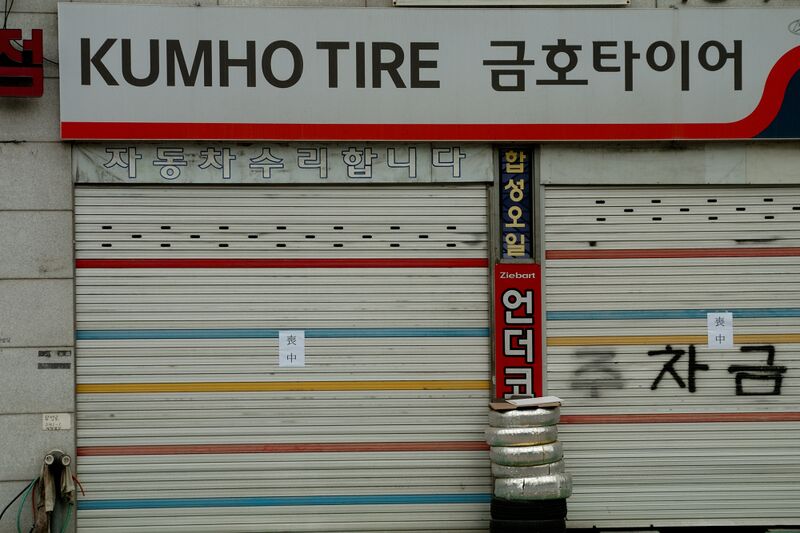 KUMHO TIRE 금호타이어
점
자동차수리합니다
합성오일
Ziebart
언더코
喪
中
喪
中
주차금